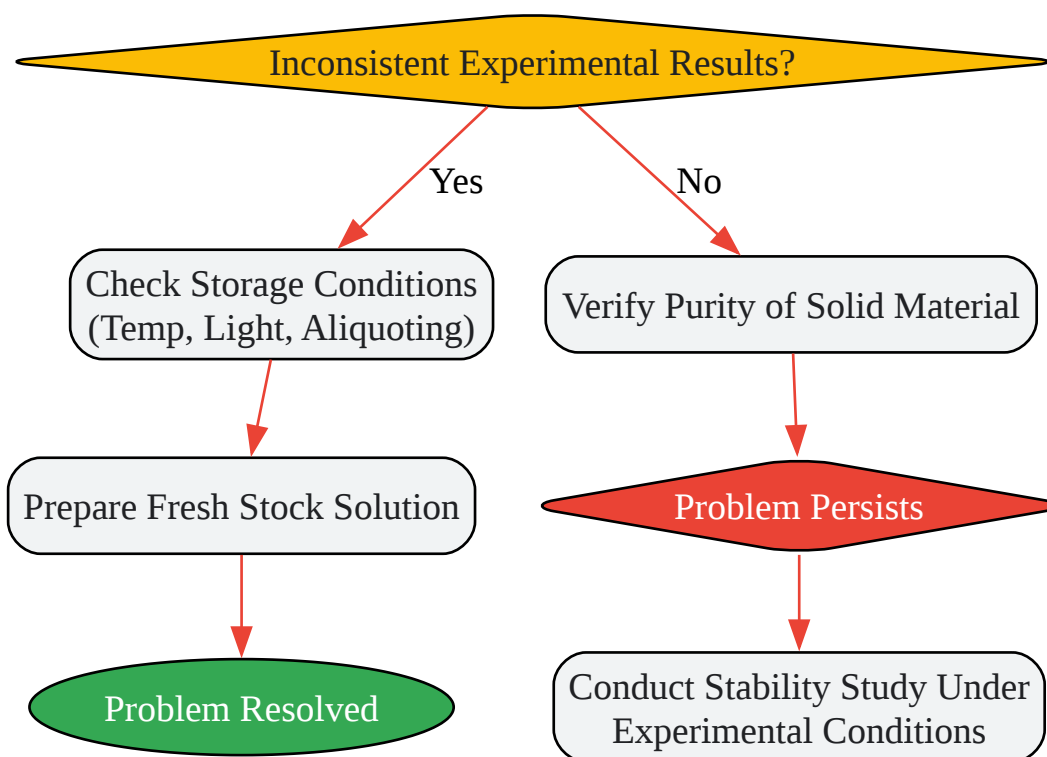 Inconsistent Experimental Results?
Yes
No
Check Storage Conditions
(Temp, Light, Aliquoting)
Verify Purity of Solid Material
Prepare Fresh Stock Solution
Problem Persists
Problem Resolved
Conduct Stability Study Under
Experimental Conditions